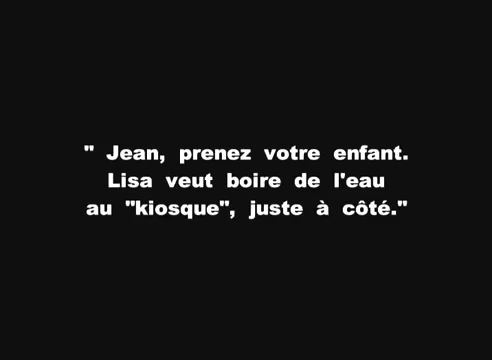 " Jean, prenez votre enfant.
Lisa veut boire de l'eau
au "kiosque", juste à côté."